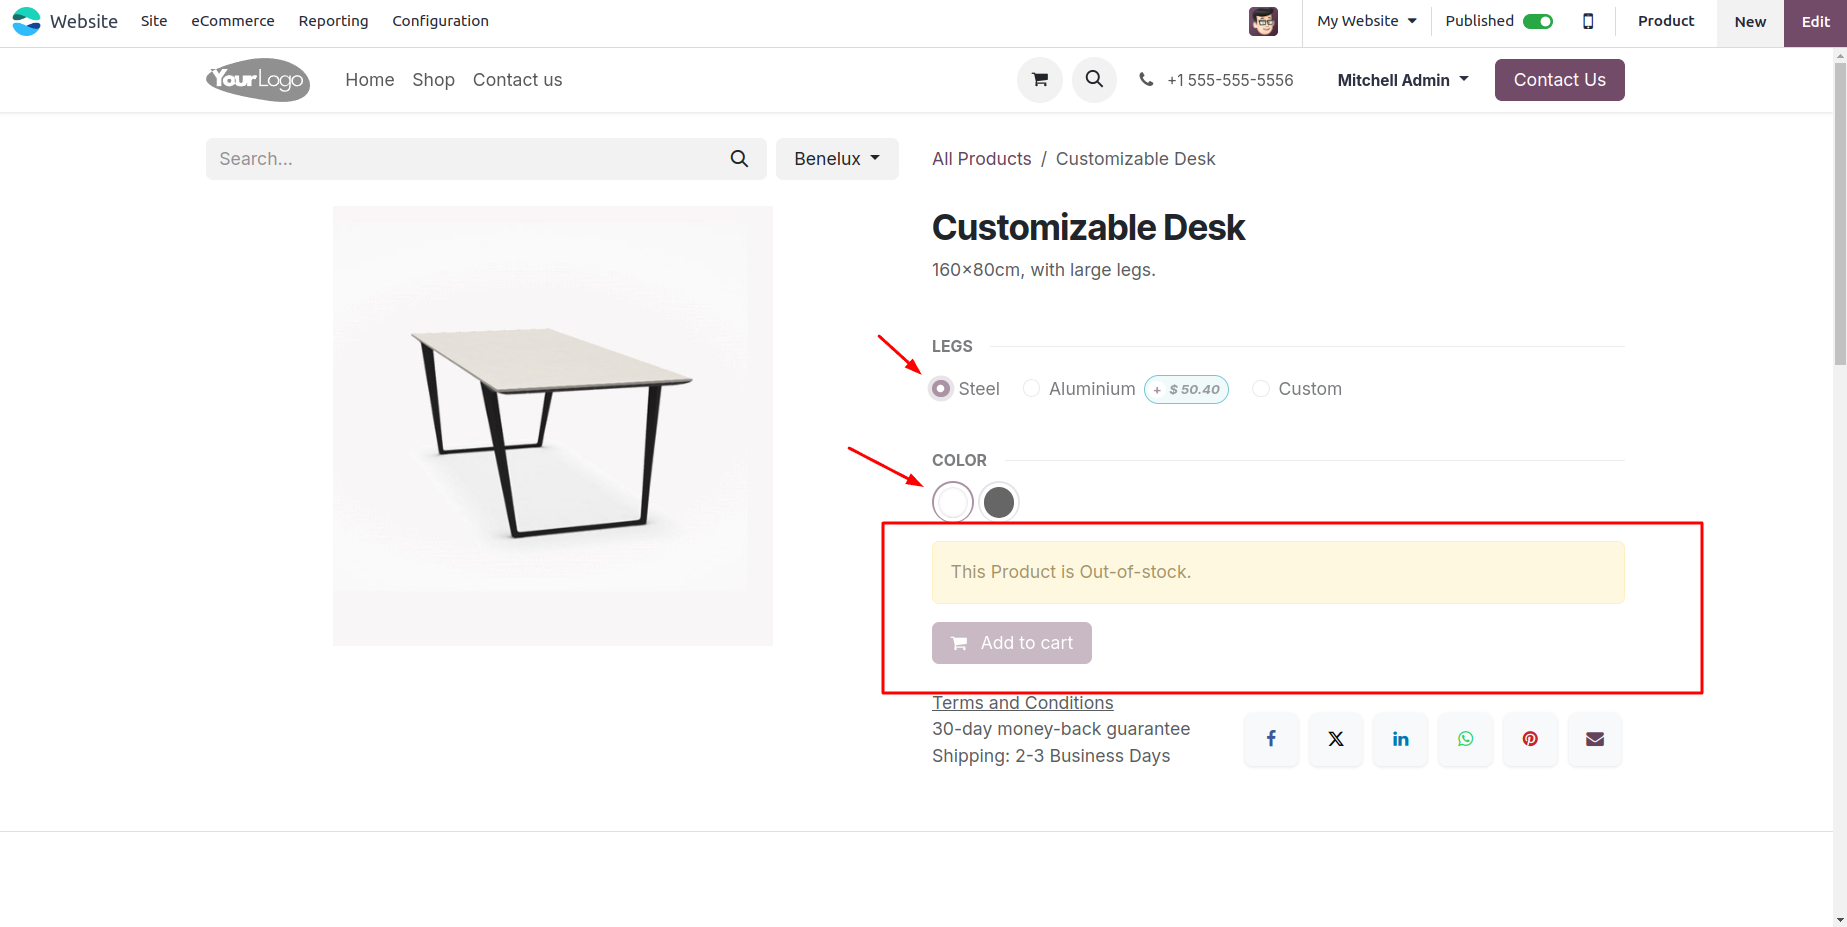 Website Site eCommerce Reporting Configuration My Website Published Product New Edit
YourLogo Home Shop Contact us +1 555-555-5556 Mitchell Admin Contact Us
Search... Benelux All Products / Customizable Desk
Customizable Desk
160x80cm, with large legs.
LEGS
Steel Aluminium + $ 50.40 Custom
COLOR
This Product is Out-of-stock.
Add to cart
Terms and Conditions
30-day money-back guarantee
Shipping: 2-3 Business Days